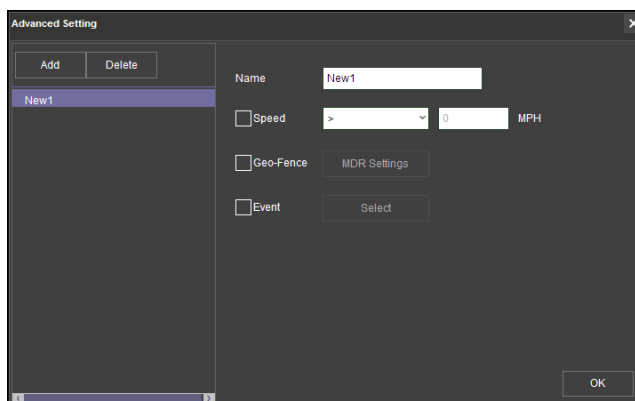 Advanced Setting
Add Delete
New1
Name New1
Speed > 0 MPH
Geo-Fence MDR Settings
Event Select
OK